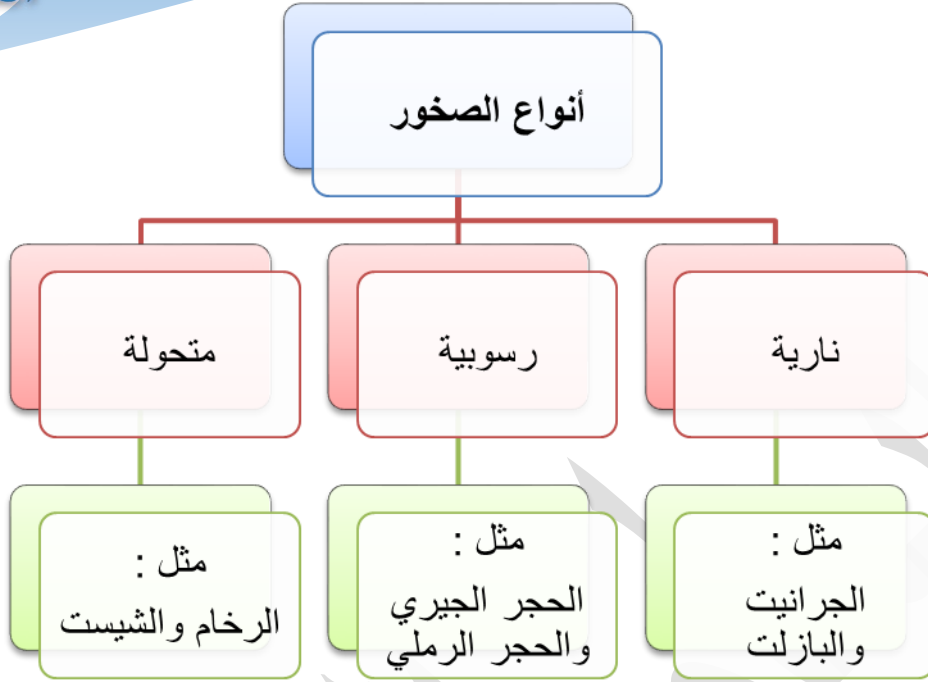 أنواع الصخور
نارية
رسوبية
متحولة
مثل :
الجرانيت
والبازلت
مثل :
الحجر الجيري
والحجر الرملي
مثل :
الرخام والشيست